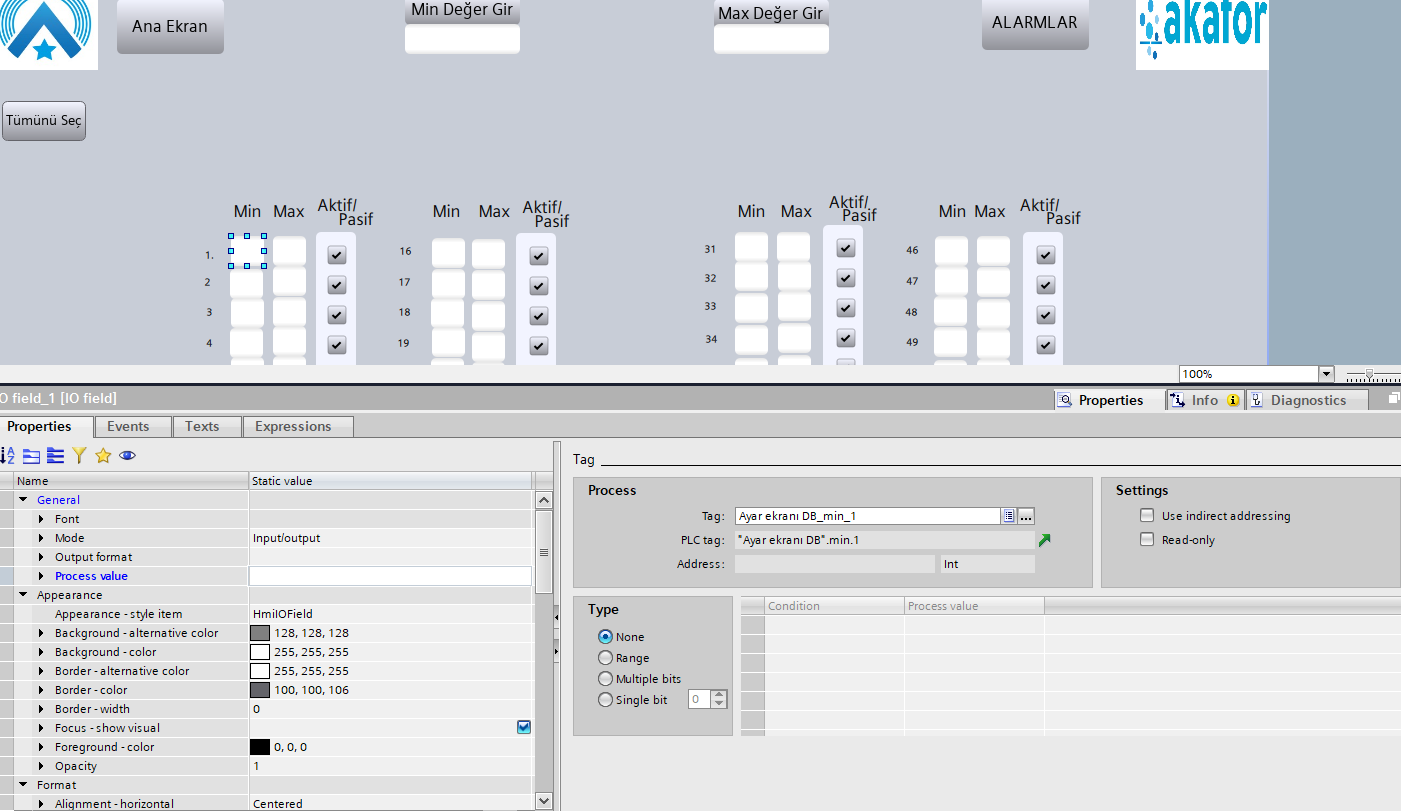 Ana Ekran
Min Değer Gir
Max Değer Gir
ALARMLAR
akator
Tümünü Seç
Min Max Aktif/ Pasif
Min Max Aktif/ Pasif
Min Max Aktif/ Pasif
Min Max Aktif/ Pasif
1. 16 31 46
2 17 32 47
3 18 33 48
4 19 34 49
100%
IO field_1 [IO field]
Properties Info Diagnostics
Properties Events Texts Expressions
Name Static value
General
Font
Mode Input/output
Output format
Process value
Appearance
Appearance - style item HmiIOField
Background - alternative color 128, 128, 128
Background - color 255, 255, 255
Border - alternative color 255, 255, 255
Border - color 100, 100, 106
Border - width 0
Focus - show visual
Foreground - color 0, 0, 0
Opacity 1
Format
Alignment - horizontal Centered
Tag
Process
Tag: Ayar ekranı DB_min_1 ...
PLC tag: "Ayar ekranı DB".min.1
Address: Int
Settings
Use indirect addressing
Read-only
Type
None
Range
Multiple bits
Single bit 0
Condition Process value